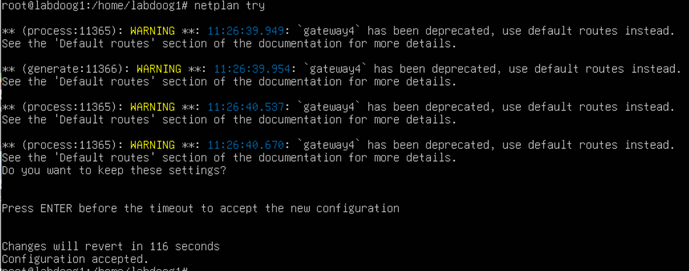 root@labdoog1:/home/labdoog1# netplan try
** (process:11365): WARNING **: 11:26:39.949: `gateway4` has been deprecated, use default routes instead.
See the 'Default routes' section of the documentation for more details.
** (generate:11366): WARNING **: 11:26:39.954: `gateway4` has been deprecated, use default routes instead.
See the 'Default routes' section of the documentation for more details.
** (process:11365): WARNING **: 11:26:40.537: `gateway4` has been deprecated, use default routes instead.
See the 'Default routes' section of the documentation for more details.
** (process:11365): WARNING **: 11:26:40.670: `gateway4` has been deprecated, use default routes instead.
See the 'Default routes' section of the documentation for more details.
Do you want to keep these settings?
Press ENTER before the timeout to accept the new configuration
Changes will revert in 116 seconds
Configuration accepted.
root@labdoog1:/home/labdoog1#